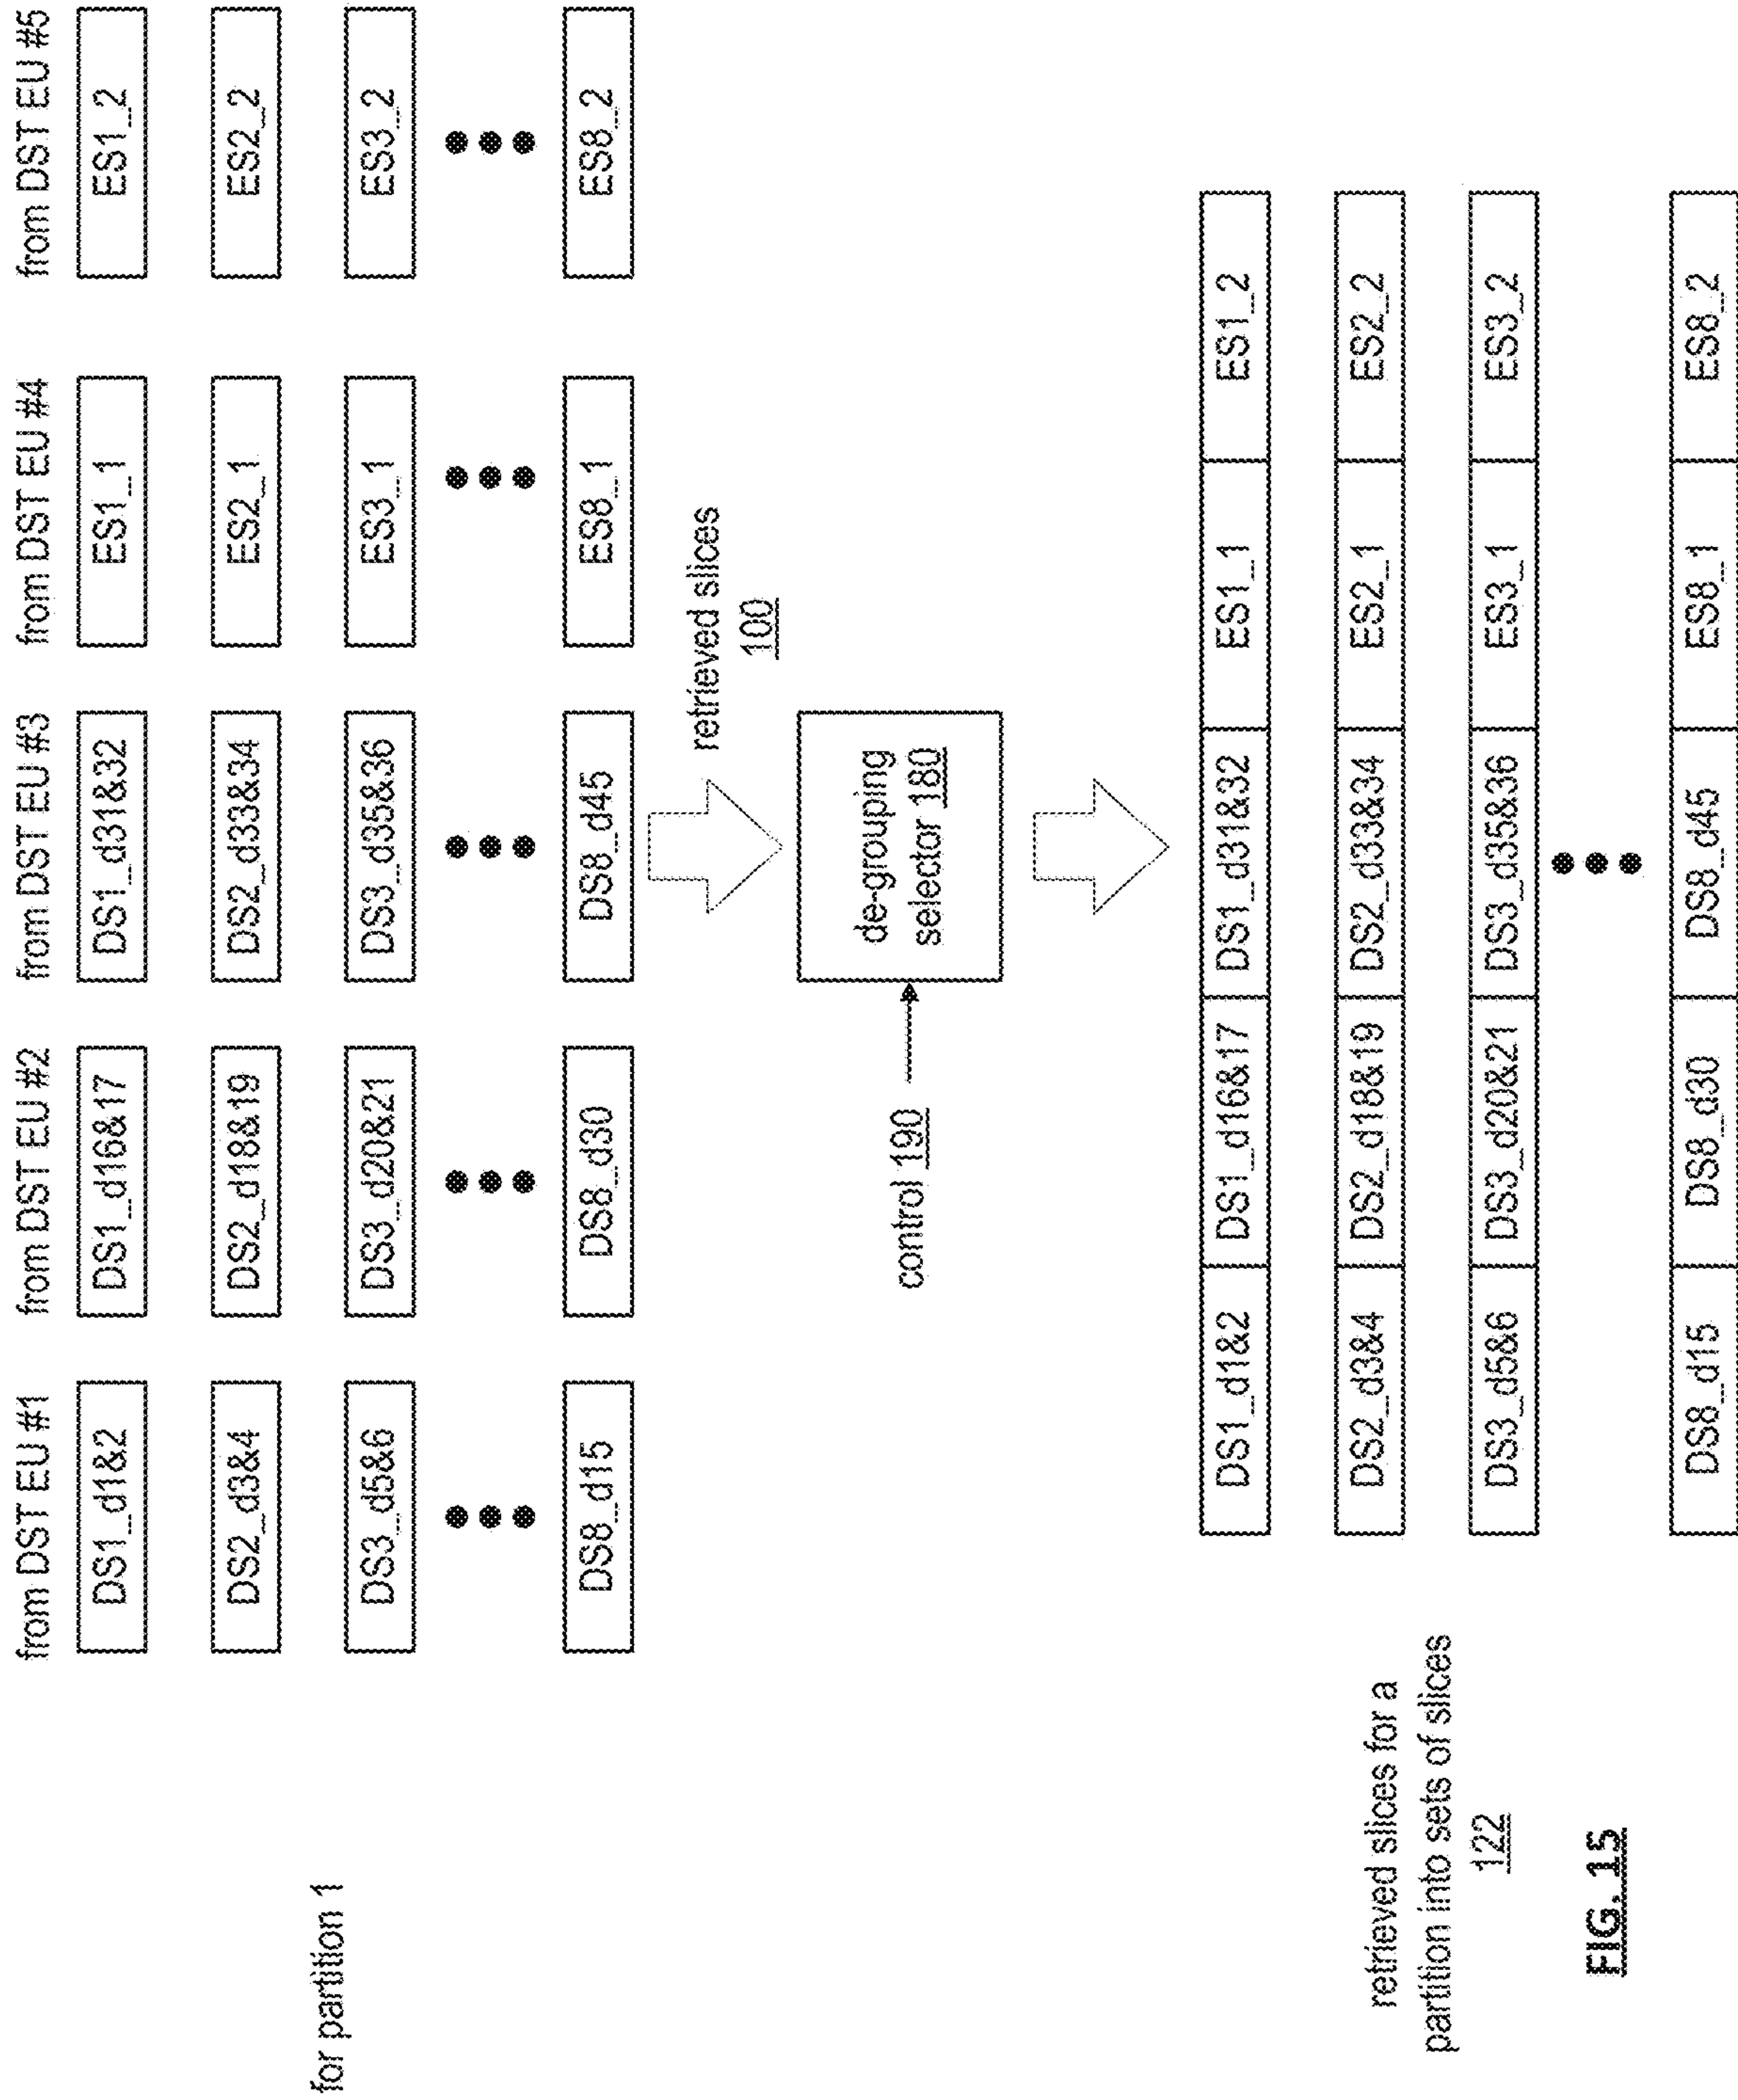 for partition 1
from DST EU #1
from DST EU #2
from DST EU #3
from DST EU #4
from DST EU #5
DS1_d1&2
DS1_d16&17
DS1_d31&32
ES1_1
ES1_2
DS2_d3&4
DS2_d18&19
DS2_d33&34
ES2_1
ES2_2
DS3_d5&6
DS3_d20&21
DS3_d35&36
ES3_1
ES3_2
DS8_d15
DS8_d30
DS8_d45
ES8_1
ES8_2
retrieved slices
100
control 190
de-grouping
selector 180
retrieved slices for a
partition into sets of slices
122
DS1_d1&2
DS1_d16&17
DS1_d31&32
ES1_1
ES1_2
DS2_d3&4
DS2_d18&19
DS2_d33&34
ES2_1
ES2_2
DS3_d5&6
DS3_d20&21
DS3_d35&36
ES3_1
ES3_2
DS8_d15
DS8_d30
DS8_d45
ES8_1
ES8_2
FIG. 15